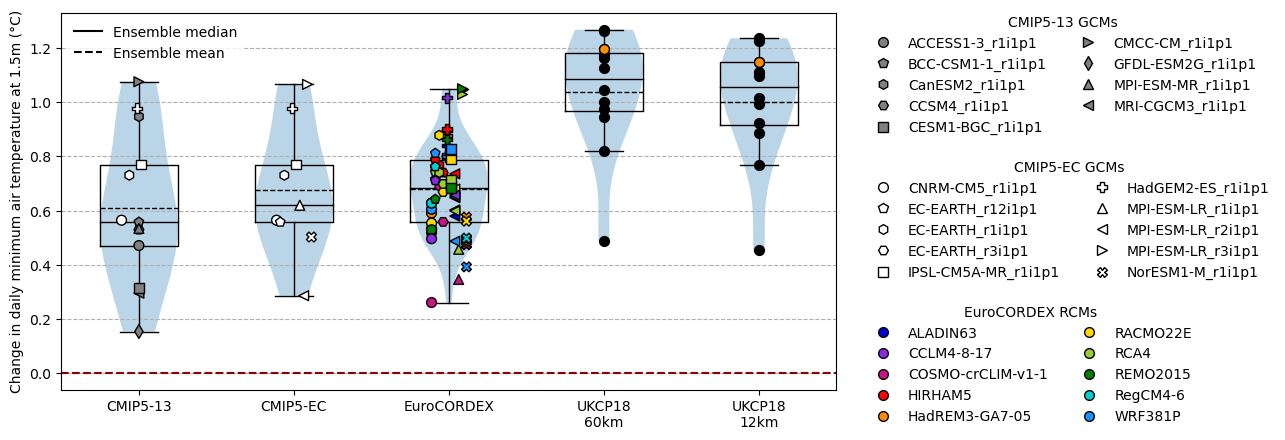 Change in daily minimum air temperature at 1.5m (°C)
1.2
1.0
0.8
0.6
0.4
0.2
0.0
Ensemble median
Ensemble mean
CMIP5-13
CMIP5-EC
EuroCORDEX
UKCP18
60km
UKCP18
12km
CMIP5-13 GCMs
ACCESS1-3_r1i1p1
BCC-CSM1-1_r1i1p1
CanESM2_r1i1p1
CCSM4_r1i1p1
CESM1-BGC_r1i1p1
CMCC-CM_r1i1p1
GFDL-ESM2G_r1i1p1
MPI-ESM-MR_r1i1p1
MRI-CGCM3_r1i1p1
CMIP5-EC GCMs
CNRM-CM5_r1i1p1
EC-EARTH_r12i1p1
EC-EARTH_r1i1p1
EC-EARTH_r3i1p1
IPSL-CM5A-MR_r1i1p1
HadGEM2-ES_r1i1p1
MPI-ESM-LR_r1i1p1
MPI-ESM-LR_r2i1p1
MPI-ESM-LR_r3i1p1
NorESM1-M_r1i1p1
EuroCORDEX RCMs
ALADIN63
CCLM4-8-17
COSMO-crCLIM-v1-1
HIRHAM5
HadREM3-GA7-05
RACMO22E
RCA4
REMO2015
RegCM4-6
WRF381P